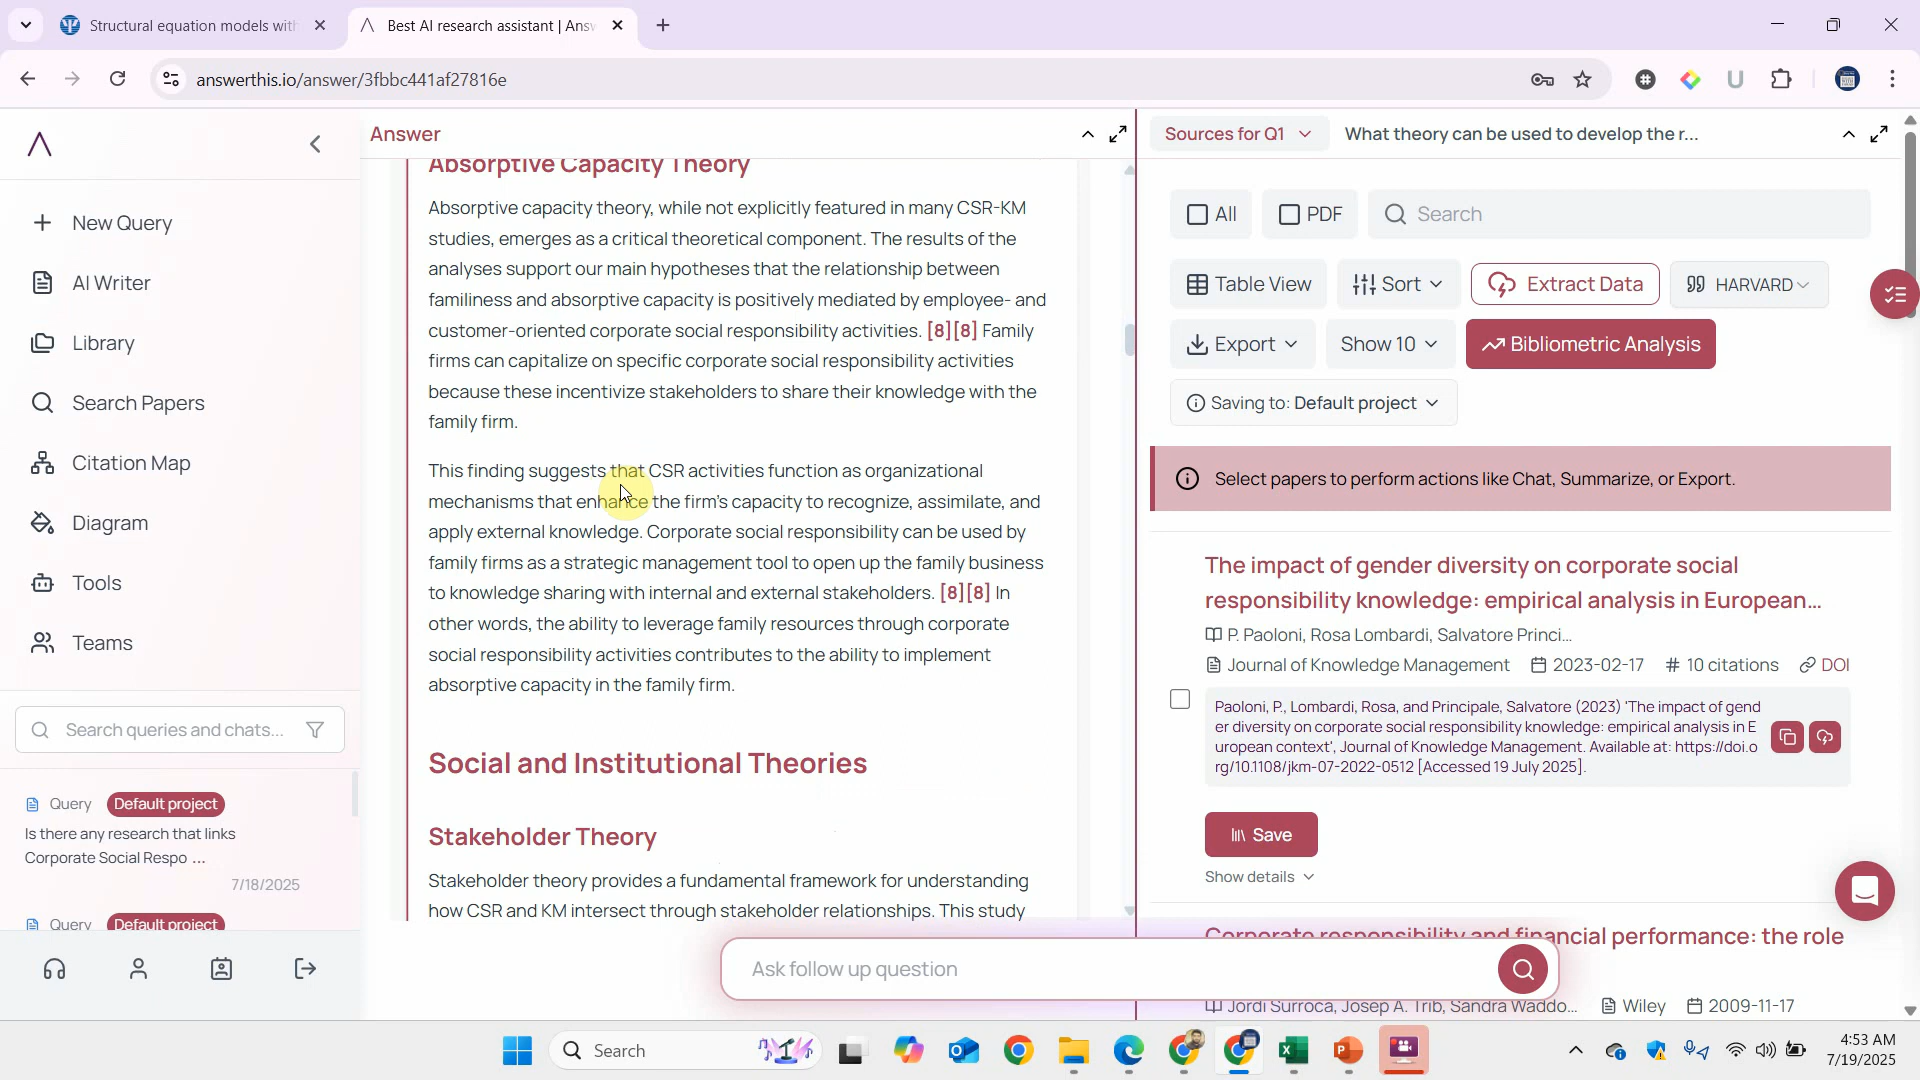 Structural equation models with
Best AI research assistant | Answ
answerthis.io/answer/3fbbc441af27816e
New Query
AI Writer
Library
Search Papers
Citation Map
Diagram
Tools
Teams
Search queries and chats...
Query Default project
Is there any research that links
Corporate Social Respo ...
7/18/2025
Query Default project
Answer
Absorptive Capacity Theory
Absorptive capacity theory, while not explicitly featured in many CSR-KM
studies, emerges as a critical theoretical component. The results of the
analyses support our main hypotheses that the relationship between
familiness and absorptive capacity is positively mediated by employee- and
customer-oriented corporate social responsibility activities. [8][8] Family
firms can capitalize on specific corporate social responsibility activities
because these incentivize stakeholders to share their knowledge with the
family firm.
This finding suggests that CSR activities function as organizational
mechanisms that enhance the firm's capacity to recognize, assimilate, and
apply external knowledge. Corporate social responsibility can be used by
family firms as a strategic management tool to open up the family business
to knowledge sharing with internal and external stakeholders. [8][8] In
other words, the ability to leverage family resources through corporate
social responsibility activities contributes to the ability to implement
absorptive capacity in the family firm.
Social and Institutional Theories
Stakeholder Theory
Stakeholder theory provides a fundamental framework for understanding
how CSR and KM intersect through stakeholder relationships. This study
Ask follow up question
Sources for Q1 What theory can be used to develop the r...
All PDF Search
Table View Sort Extract Data HARVARD
Export Show 10 Bibliometric Analysis
Saving to: Default project
Select papers to perform actions like Chat, Summarize, or Export.
The impact of gender diversity on corporate social
responsibility knowledge: empirical analysis in European...
P. Paoloni, Rosa Lombardi, Salvatore Princi...
Journal of Knowledge Management 2023-02-17 # 10 citations DOI
Paoloni, P., Lombardi, Rosa, and Principale, Salvatore (2023) 'The impact of gend
er diversity on corporate social responsibility knowledge: empirical analysis in E
uropean context', Journal of Knowledge Management. Available at: https://doi.o
rg/10.1108/jkm-07-2022-0512 [Accessed 19 July 2025].
Save
Show details
Corporate responsibility and financial performance: the role
Jordi Surroca, Josep A. Trib, Sandra Waddo... Wiley 2009-11-17
Search
4:53 AM
7/19/2025